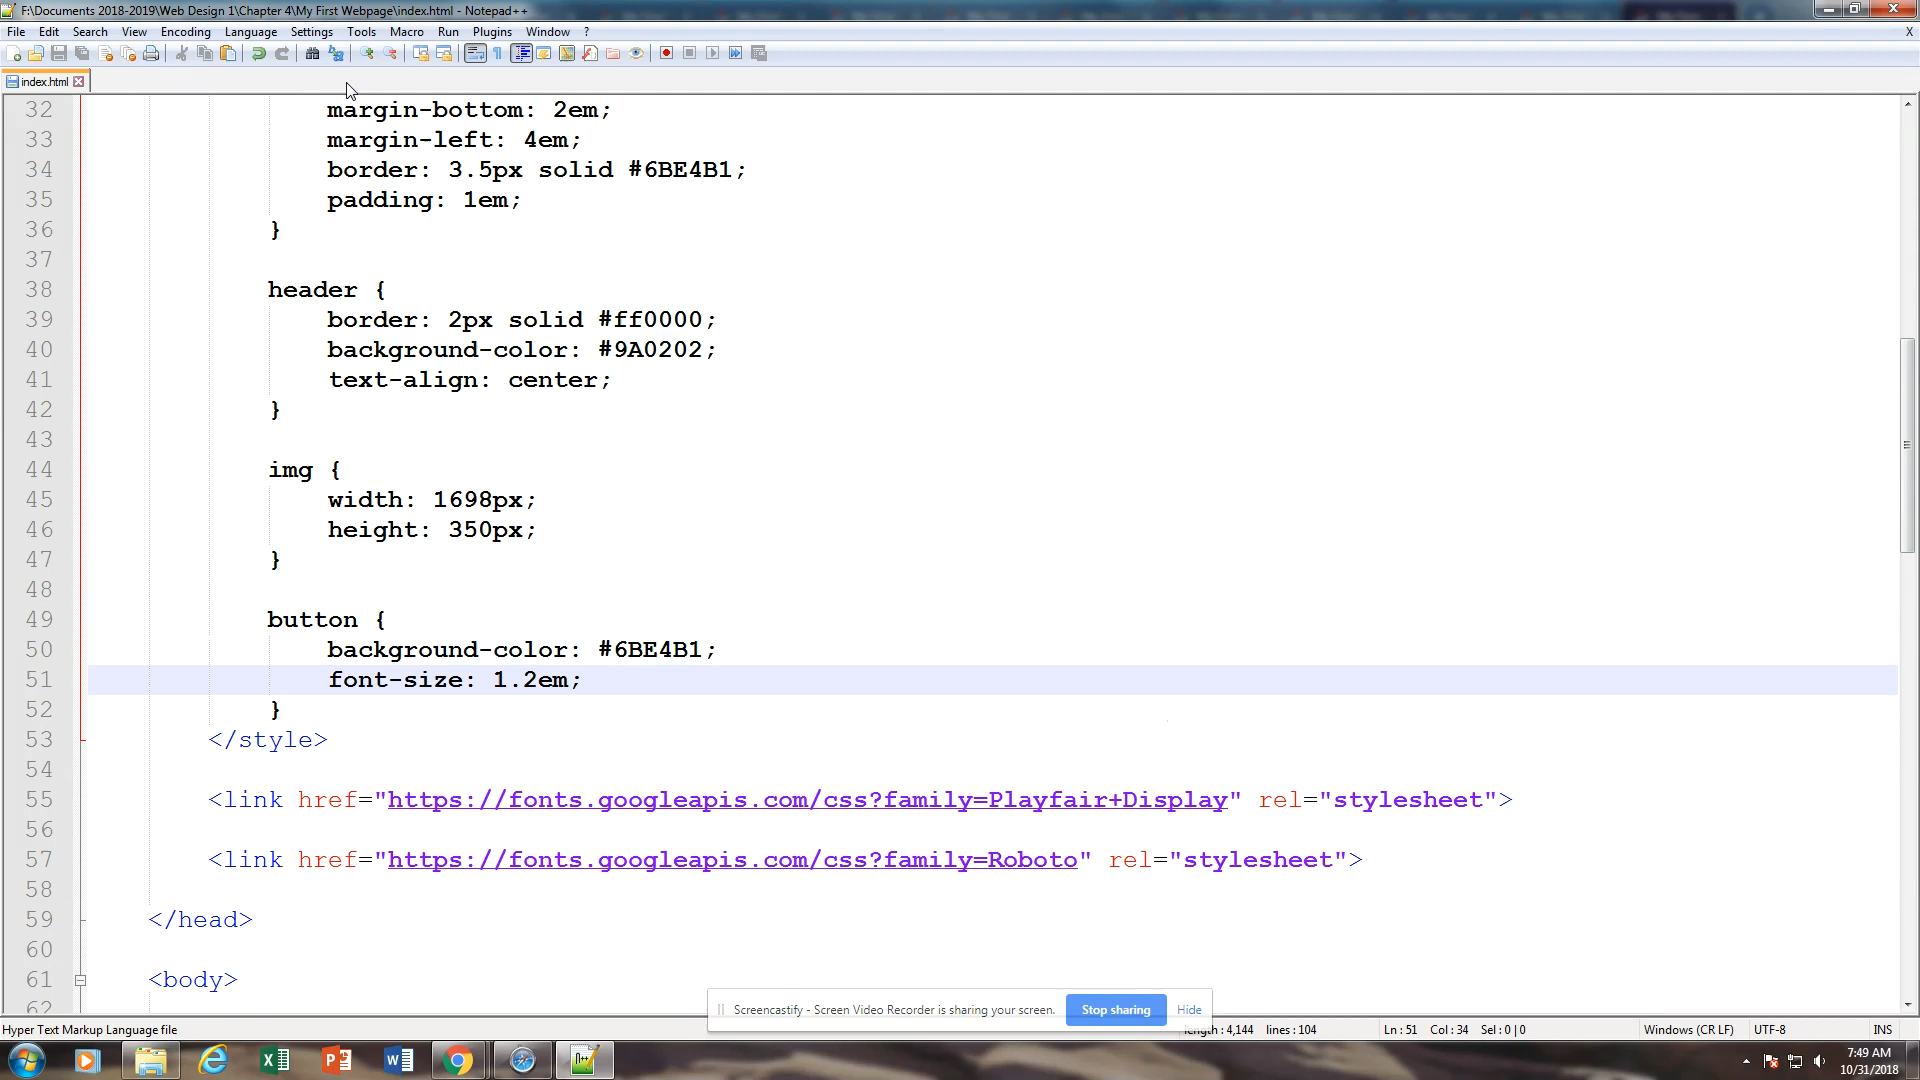 F:\Documents 2018-2019\Web Design 1\Chapter 4\My First Webpage\index.html - Notepad++
File Edit Search View Encoding Language Settings Tools Macro Run Plugins Window ? X
index.html
32 margin-bottom: 2em;
33 margin-left: 4em;
34 border: 3.5px solid #6BE4B1;
35 padding: 1em;
36 }
37
38 header {
39 border: 2px solid #ff0000;
40 background-color: #9A0202;
41 text-align: center;
42 }
43
44 img {
45 width: 1698px;
46 height: 350px;
47 }
48
49 button {
50 background-color: #6BE4B1;
51 font-size: 1.2em;
52 }
53 </style>
54
55 <link href="https://fonts.googleapis.com/css?family=Playfair+Display" rel="stylesheet">
56
57 <link href="https://fonts.googleapis.com/css?family=Roboto" rel="stylesheet">
58
59 </head>
60
61 <body>
62
Screencastify - Screen Video Recorder is sharing your screen. Stop sharing Hide
Hyper Text Markup Language file length : 4,144 lines : 104 Ln : 51 Col : 34 Sel : 0 | 0 Windows (CR LF) UTF-8 INS
7:49 AM
10/31/2018